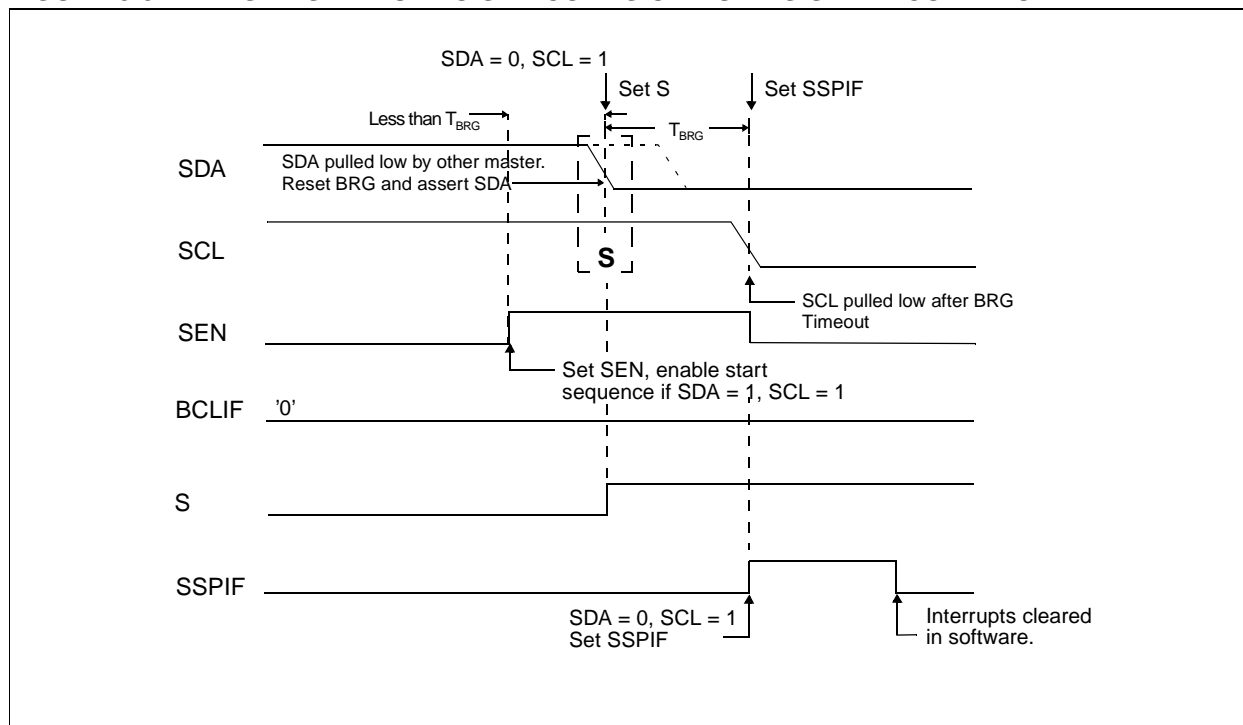 SDA = 0, SCL = 1
Set S
Set SSPIF
Less than TBRG
TBRG
SDA
SDA pulled low by other master.
Reset BRG and assert SDA
SCL
S
SCL pulled low after BRG
Timeout
SEN
Set SEN, enable start
sequence if SDA = 1, SCL = 1
BCLIF
'0'
S
SSPIF
SDA = 0, SCL = 1
Set SSPIF
Interrupts cleared
in software.